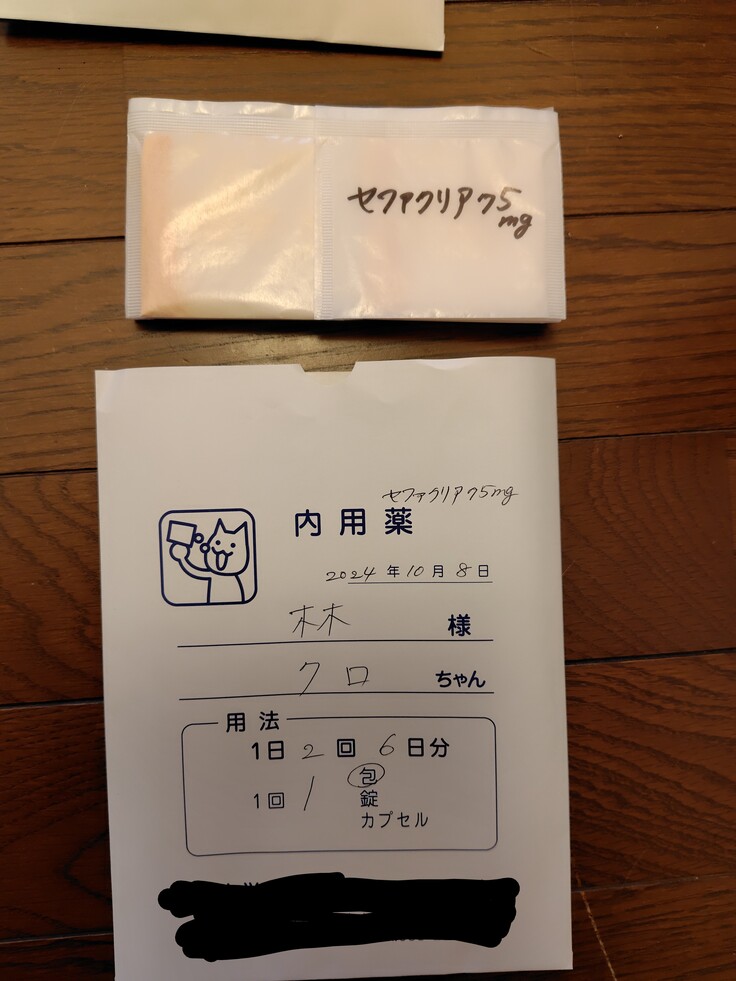 セファクリア75
mg
セファクリア75mg
内用薬
2024年10月8日
林 様
クロ ちゃん
用法
1日2回 6日分
1回 1 包
錠
カプセル